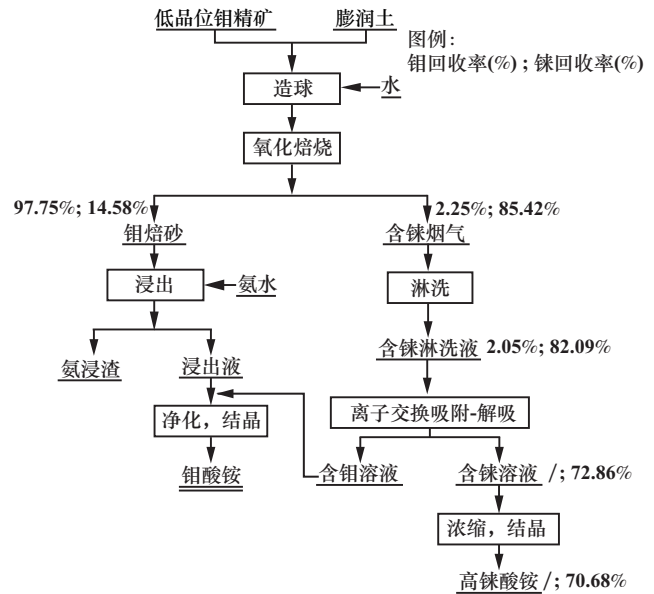 低品位钼精矿
膨润土
图例：
钼回收率(%)；铼回收率(%)
造球
水
氧化焙烧
97.75%; 14.58%
2.25%; 85.42%
钼焙砂
含铼烟气
浸出
氨水
淋洗
氨浸渣
浸出液
含铼淋洗液 2.05%; 82.09%
净化，结晶
离子交换吸附-解吸
钼酸铵
含钼溶液
含铼溶液 /; 72.86%
浓缩，结晶
高铼酸铵/; 70.68%